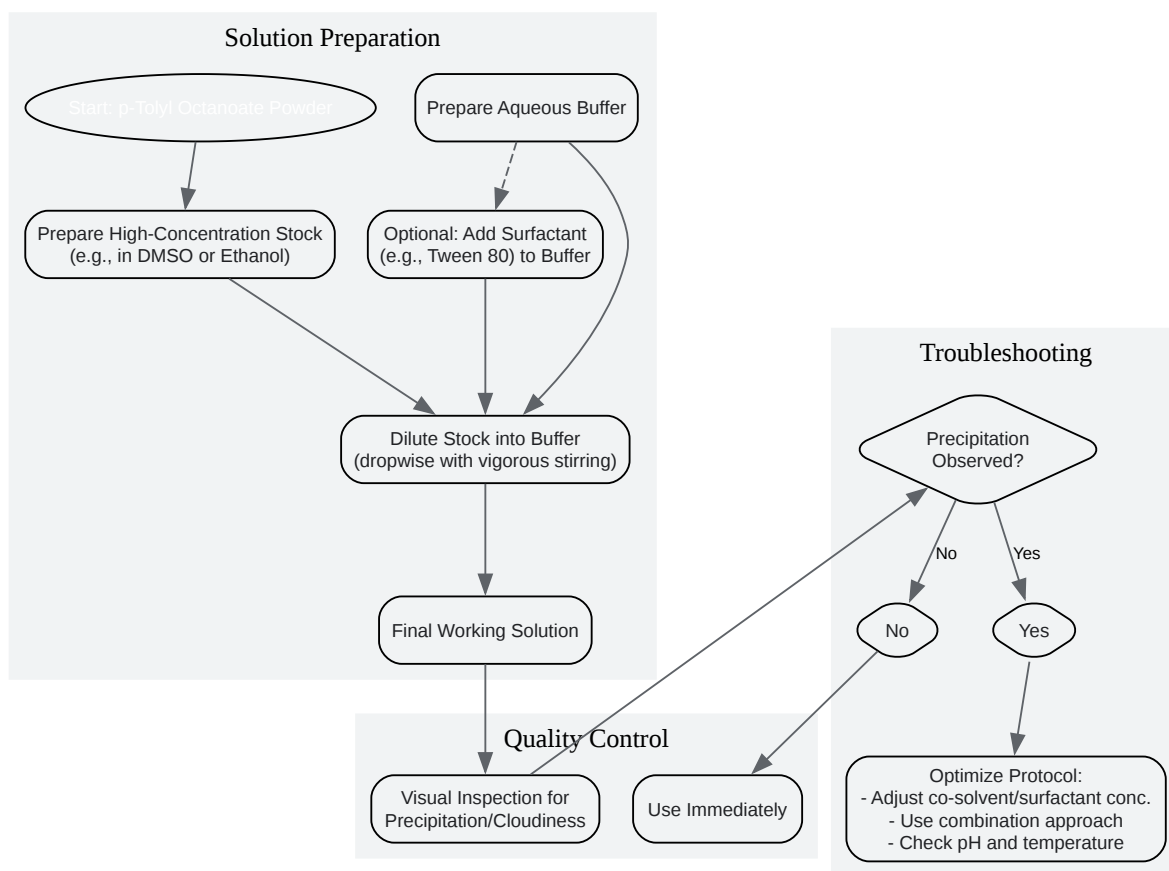 Solution Preparation
Start: p-Tolyl Octanoate Powder
Prepare Aqueous Buffer
Prepare High-Concentration Stock
(e.g., in DMSO or Ethanol)
Optional: Add Surfactant
(e.g., Tween 80) to Buffer
Dilute Stock into Buffer
(dropwise with vigorous stirring)
Final Working Solution
Quality Control
Visual Inspection for
Precipitation/Cloudiness
Use Immediately
Troubleshooting
Precipitation
Observed?
No
Yes
No
Yes
Optimize Protocol:
- Adjust co-solvent/surfactant conc.
- Use combination approach
- Check pH and temperature